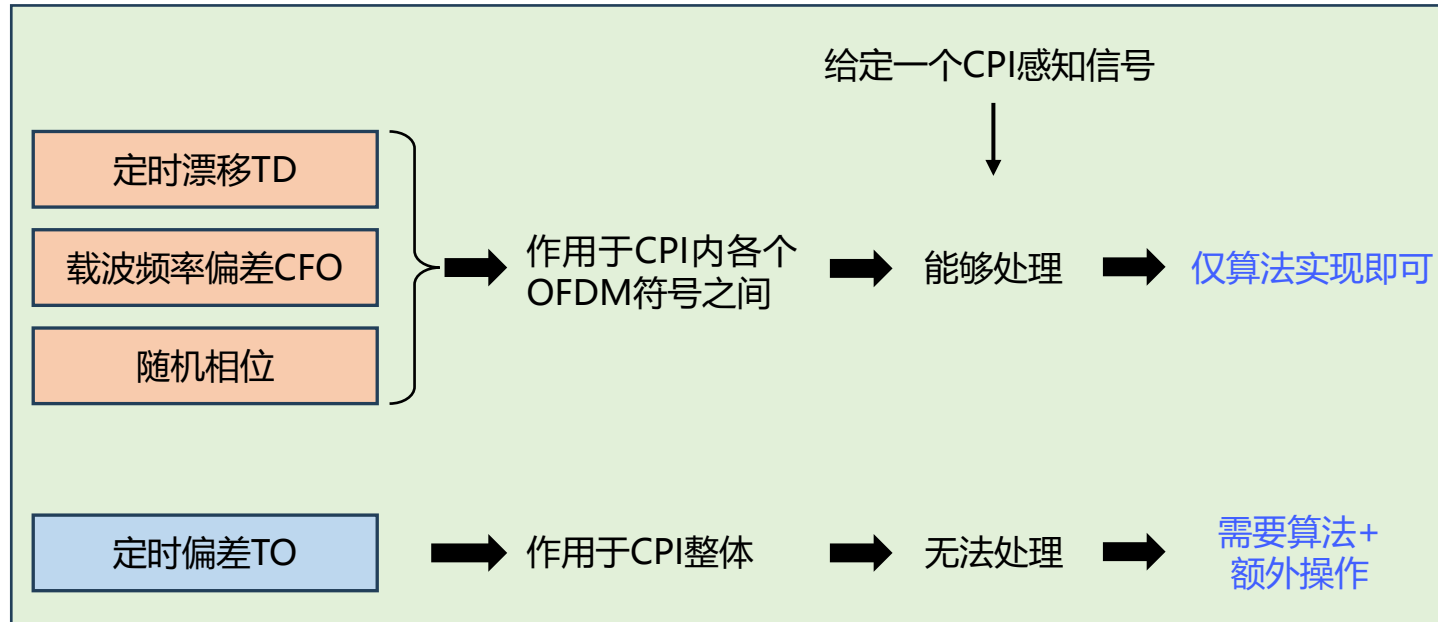 给定一个CPI感知信号
定时漂移TD
载波频率偏差CFO
随机相位
作用于CPI内各个
OFDM符号之间
能够处理
仅算法实现即可
定时偏差TO
作用于CPI整体
无法处理
需要算法+
额外操作